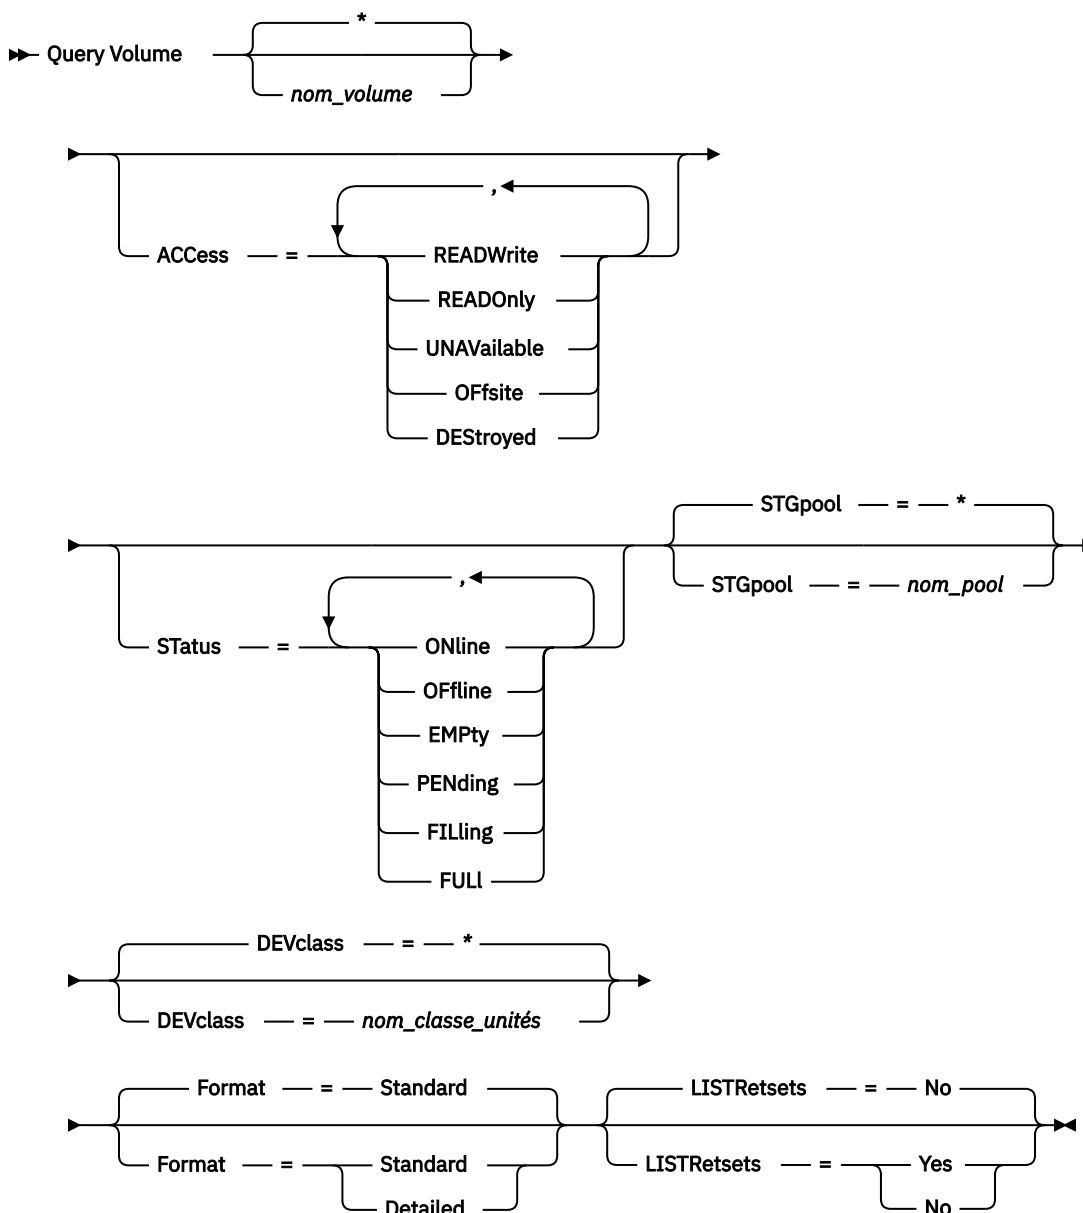 *
Query Volume
nom_volume
,
ACCess = READWrite
READOnly
UNAVailable
OFfsite
DEStroyed
STGpool = *
STGpool = nom_pool
,
STatus = ONline
OFfline
EMPty
PENding
FILling
FULl
DEVclass = *
DEVclass = nom_classe_unités
Format = Standard LISTRetsets = No
Format = Standard LISTRetsets = Yes
Detailed No